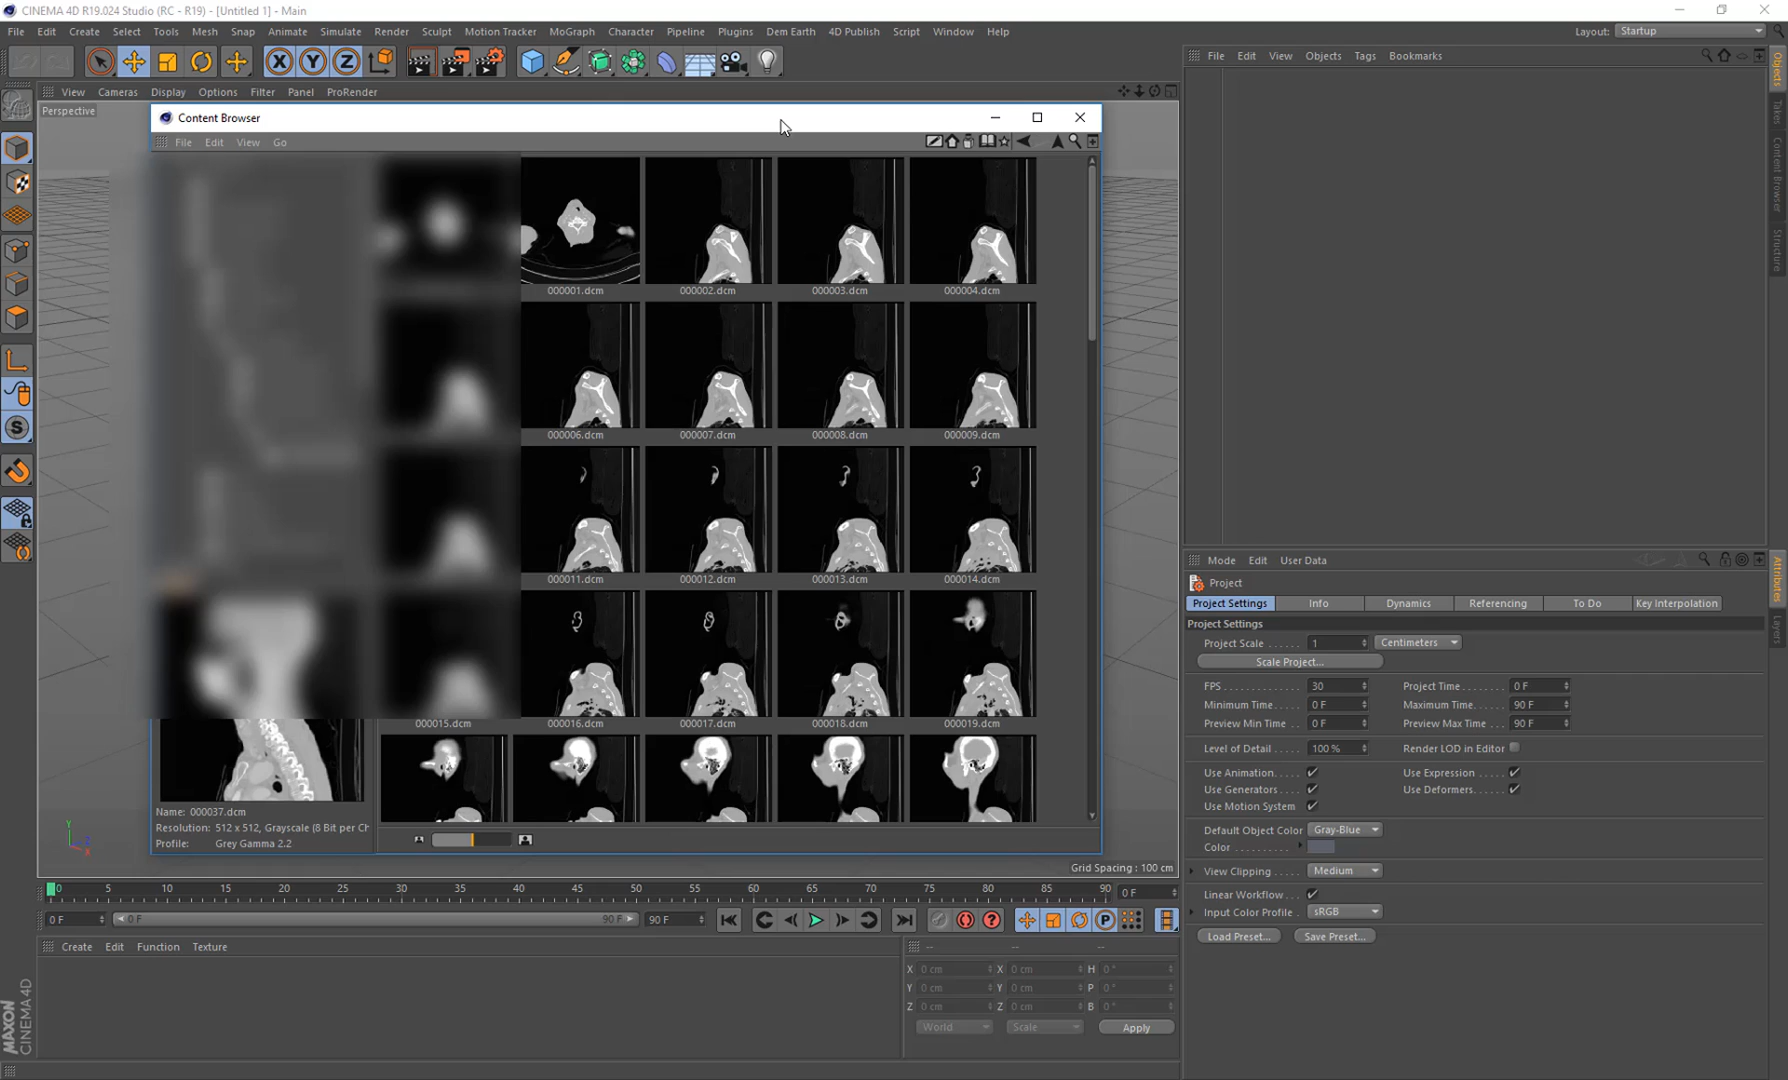 CINEMA 4D R19.024 Studio (RC - R19) - [Untitled 1] - Main
File Edit Create Select Tools Mesh Snap Animate Simulate Render Sculpt Motion Tracker MoGraph Character Pipeline Plugins Dem Earth 4D Publish Script Window Help
Layout: Startup
X Y Z
View Cameras Display Options Filter Panel ProRender
Perspective
File Edit View Objects Tags Bookmarks
Objects
Takes
Content Browser
Structure
Content Browser
File Edit View Go
000001.dcm 000002.dcm 000003.dcm 000004.dcm
000006.dcm 000007.dcm 000008.dcm 000009.dcm
000011.dcm 000012.dcm 000013.dcm 000014.dcm
000015.dcm 000016.dcm 000017.dcm 000018.dcm 000019.dcm
Name: 000037.dcm
Resolution: 512 x 512, Grayscale (8 Bit per Ch
Profile: Grey Gamma 2.2
S
Y
Z
X
Grid Spacing : 100 cm
0 5 10 15 20 25 30 35 40 45 50 55 60 65 70 75 80 85 90 0 F
0 F 0 F 90 F 90 F P
Create Edit Function Texture
-- -- --
X 0 cm X 0 cm H 0 °
Y 0 cm Y 0 cm P 0 °
Z 0 cm Z 0 cm B 0 °
World Scale Apply
MAXON
CINEMA 4D
Mode Edit User Data
Attributes
Layers
Project
Project Settings Info Dynamics Referencing To Do Key Interpolation
Project Settings
Project Scale 1 Centimeters
Scale Project...
FPS 30 Project Time 0 F
Minimum Time 0 F Maximum Time 90 F
Preview Min Time 0 F Preview Max Time 90 F
Level of Detail 100 % Render LOD in Editor
Use Animation Use Expression
Use Generators Use Deformers
Use Motion System
Default Object Color Gray-Blue
Color
View Clipping Medium
Linear Workflow
Input Color Profile sRGB
Load Preset... Save Preset...